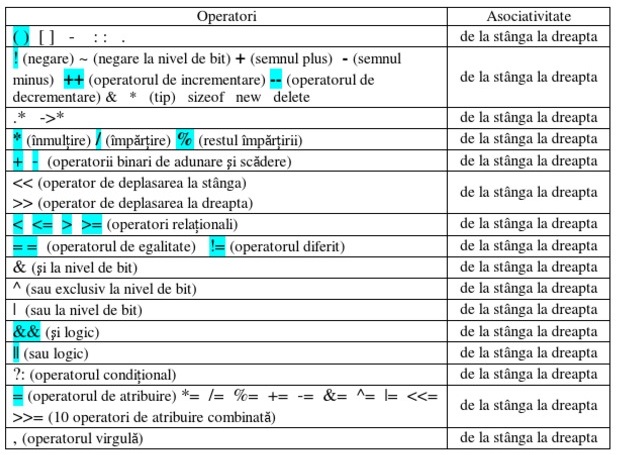 Operatori Asociativitate
( ) [ ] - : : . de la stânga la dreapta
! (negare) ~ (negare la nivel de bit) + (semnul plus) - (semnul
minus) ++ (operatorul de incrementare) -- (operatorul de
decrementare) & * (tip) sizeof new delete
de la stânga la dreapta
.* ->* de la stânga la dreapta
* (înmulțire) / (împărțire) % (restul împărțirii) de la stânga la dreapta
+ - (operatorii binari de adunare și scădere) de la stânga la dreapta
<< (operator de deplasarea la stânga)
>> (operator de deplasarea la dreapta)
de la stânga la dreapta
< <= > >= (operatori relaționali) de la stânga la dreapta
= = (operatorul de egalitate) != (operatorul diferit) de la stânga la dreapta
& (și la nivel de bit) de la stânga la dreapta
^ (sau exclusiv la nivel de bit) de la stânga la dreapta
| (sau la nivel de bit) de la stânga la dreapta
&& (și logic) de la stânga la dreapta
|| (sau logic) de la stânga la dreapta
?: (operatorul condițional) de la stânga la dreapta
= (operatorul de atribuire) *= /= %= += -= &= ^= |= <<=
>>= (10 operatori de atribuire combinată)
de la stânga la dreapta
, (operatorul virgulă) de la stânga la dreapta